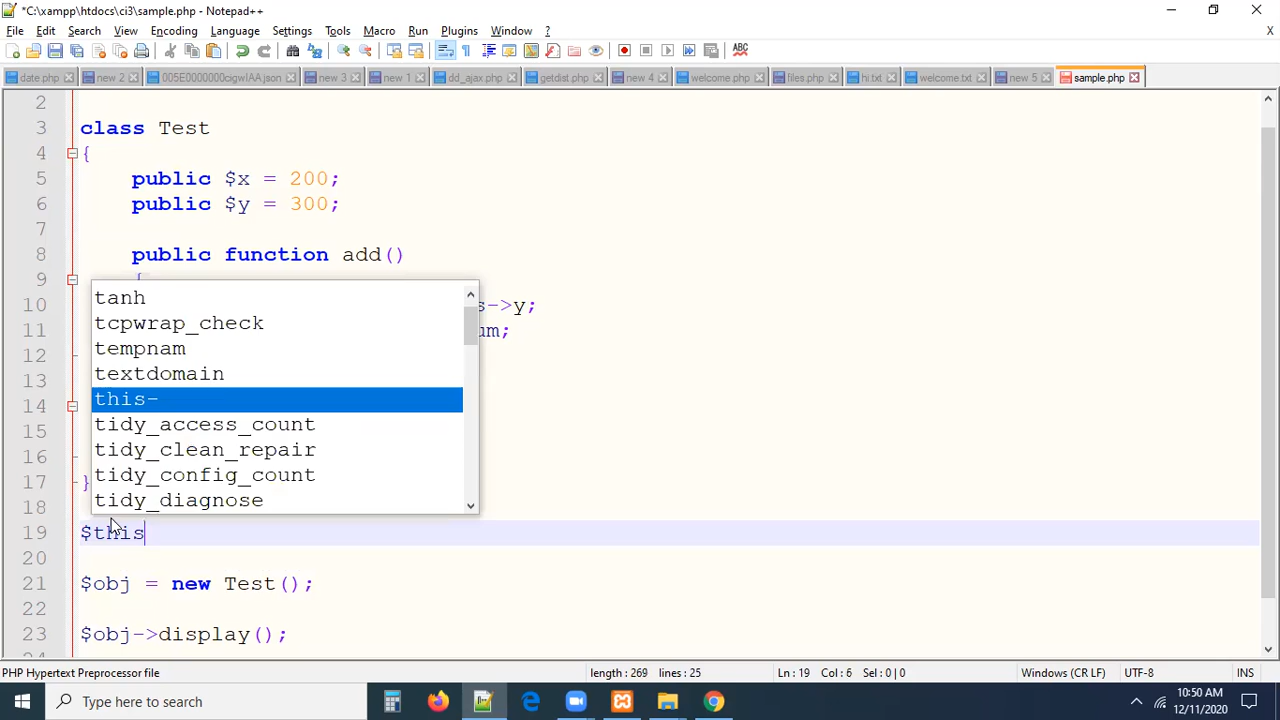 *C:\xampp\htdocs\ci3\sample.php - Notepad++
File Edit Search View Encoding Language Settings Tools Macro Run Plugins Window ? X
date.php new 2 005E0000000cigwIAA.json new 3 new 1 dd_ajax.php getdist.php new 4 welcome.php files.php hi.txt welcome.txt new 5 sample.php
2
3 class Test
4 {
5 public $x = 200;
6 public $y = 300;
7
8 public function add()
9 {
10 s->y;
11 um;
12
13
14
15
16
17 }
18
tanh
tcpwrap_check
tempnam
textdomain
this-
tidy_access_count
tidy_clean_repair
tidy_config_count
tidy_diagnose
19 $this
20
21 $obj = new Test();
22
23 $obj->display();
PHP Hypertext Preprocessor file length : 269 lines : 25 Ln : 19 Col : 6 Sel : 0 | 0 Windows (CR LF) UTF-8 INS
Type here to search
10:50 AM
12/11/2020